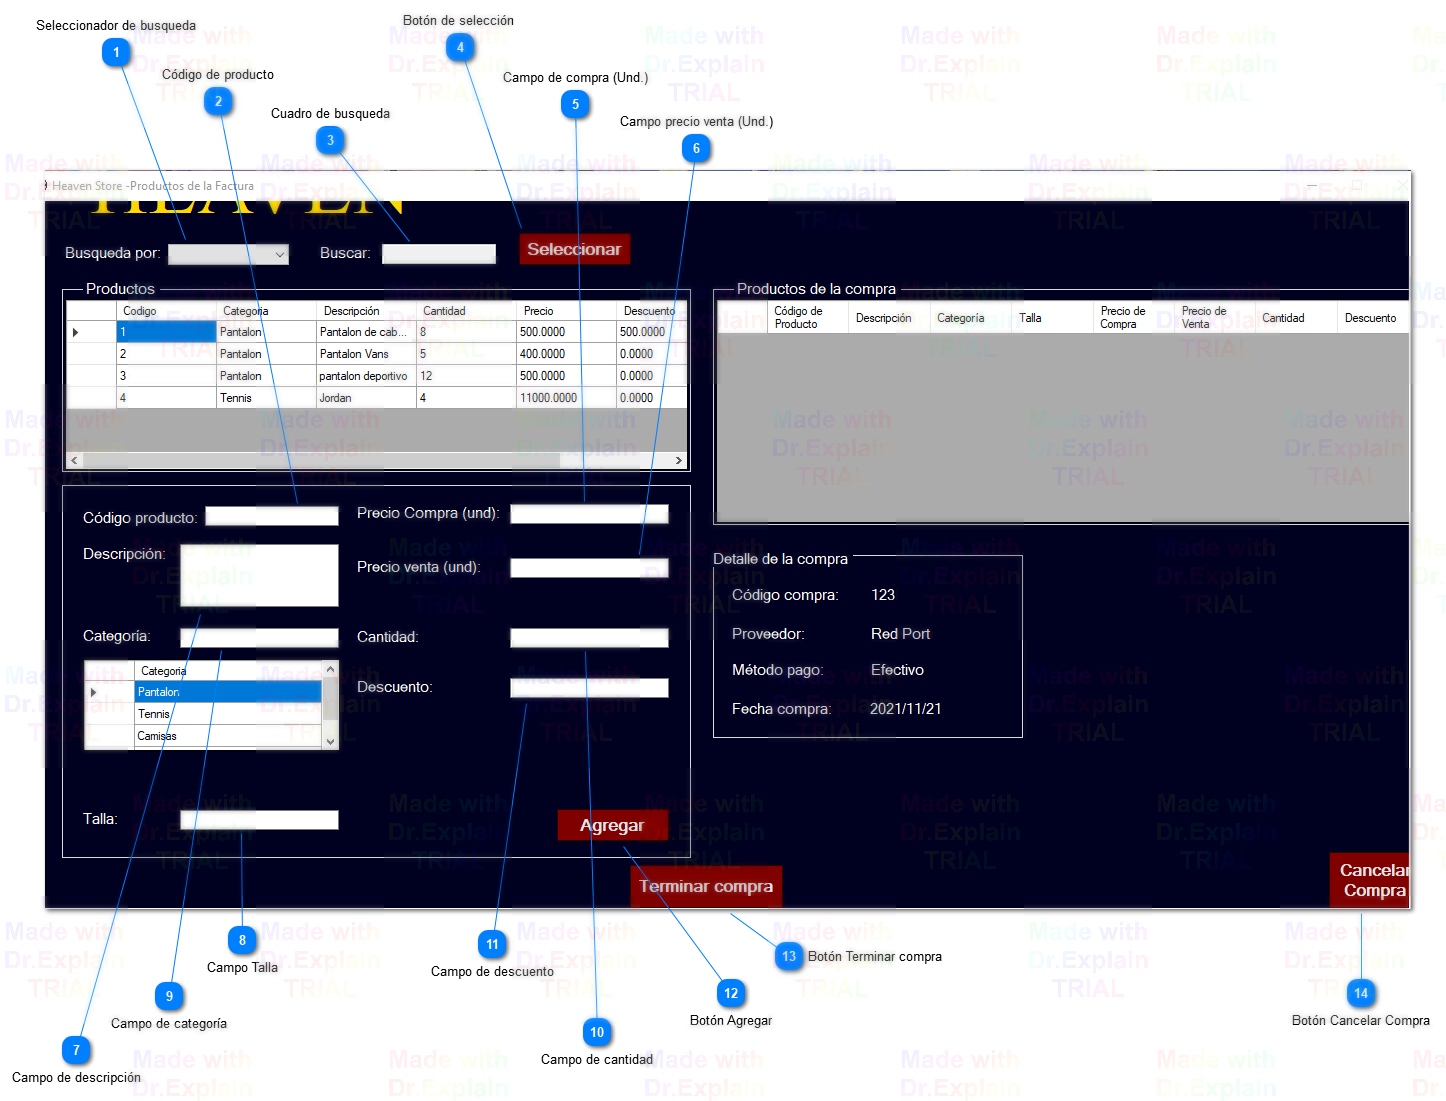 Seleccionador de busqueda
1
Código de producto
2
Cuadro de busqueda
3
Botón de selección
4
Campo de compra (Und.)
5
Campo precio venta (Und.)
6
Heaven Store -Productos de la Factura
HEAVEN
Busqueda por:
Buscar:
Seleccionar
Productos
Codigo Categoria Descripción Cantidad Precio Descuento
1 Pantalon Pantalon de cab... 8 500.0000 500.0000
2 Pantalon Pantalon Vans 5 400.0000 0.0000
3 Pantalon pantalon deportivo 12 500.0000 0.0000
4 Tennis Jordan 4 11000.0000 0.0000
Productos de la compra
Código de Producto Descripción Categoría Talla Precio de Compra Precio de Venta Cantidad Descuento
Código producto:
Precio Compra (und):
Descripción:
Precio venta (und):
Categoría:
Cantidad:
Categoria
Pantalon
Tennis
Camisas
Descuento:
Talla:
Agregar
Detalle de la compra
Código compra: 123
Proveedor: Red Port
Método pago: Efectivo
Fecha compra: 2021/11/21
Terminar compra
Cancelar
Compra
8
Campo Talla
9
Campo de categoría
7
Campo de descripción
11
Campo de descuento
10
Campo de cantidad
12
Botón Agregar
13
Botón Terminar compra
14
Botón Cancelar Compra
Made with
Dr.Explain
TRIAL